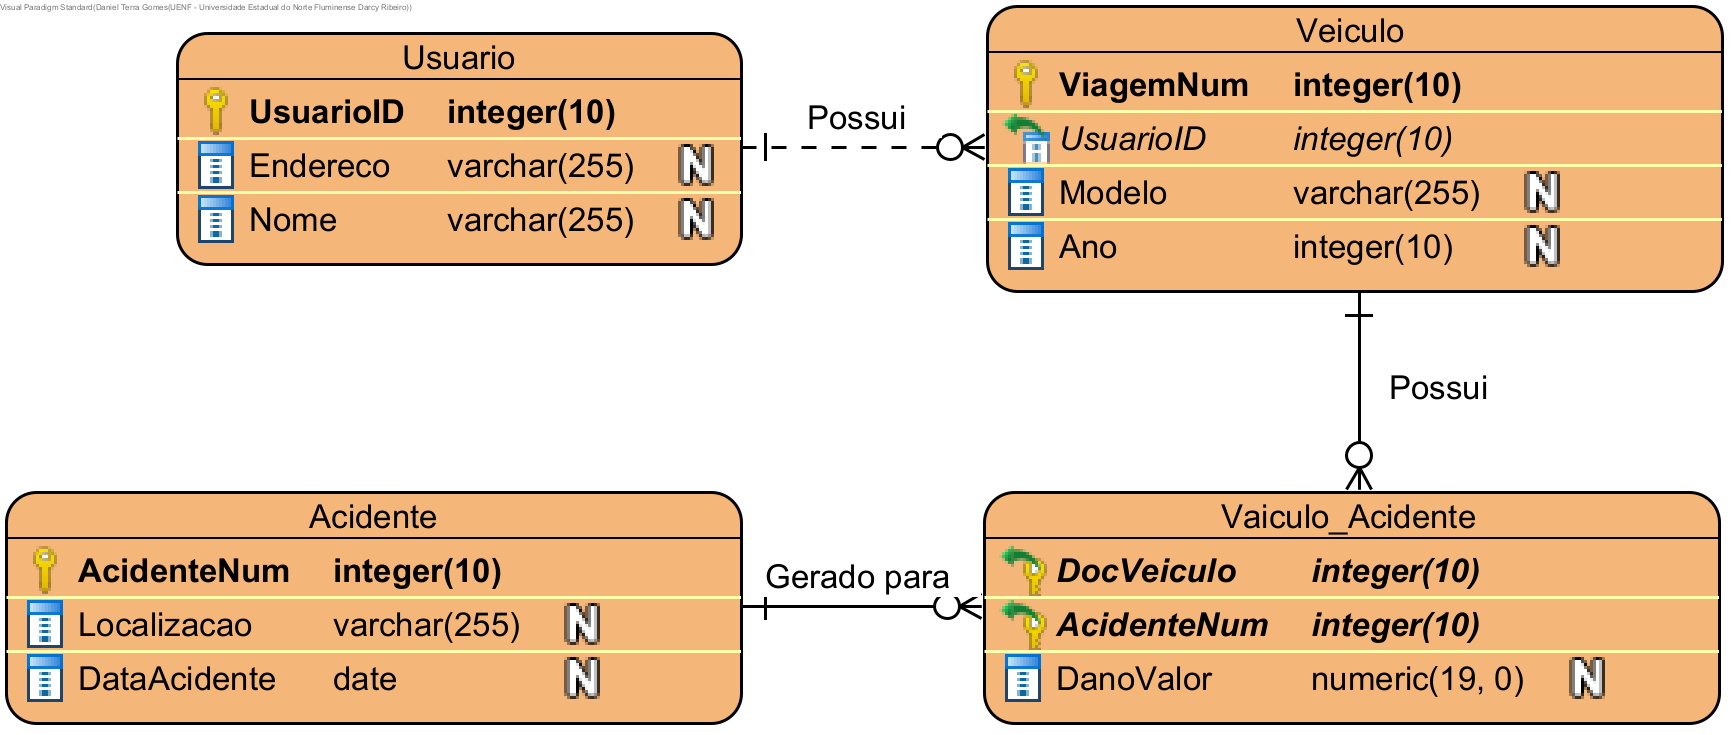 Visual Paradigm Standard(Daniel Terra Gomes(UENF - Universidade Estadual do Norte Fluminense Darcy Ribeiro))
Usuario
UsuarioID integer(10)
Endereco varchar(255) N
Nome varchar(255) N
Possui
Veiculo
ViagemNum integer(10)
UsuarioID integer(10)
Modelo varchar(255) N
Ano integer(10) N
Possui
Acidente
AcidenteNum integer(10)
Localizacao varchar(255) N
DataAcidente date N
Gerado para
Vaiculo_Acidente
DocVeiculo integer(10)
AcidenteNum integer(10)
DanoValor numeric(19, 0) N